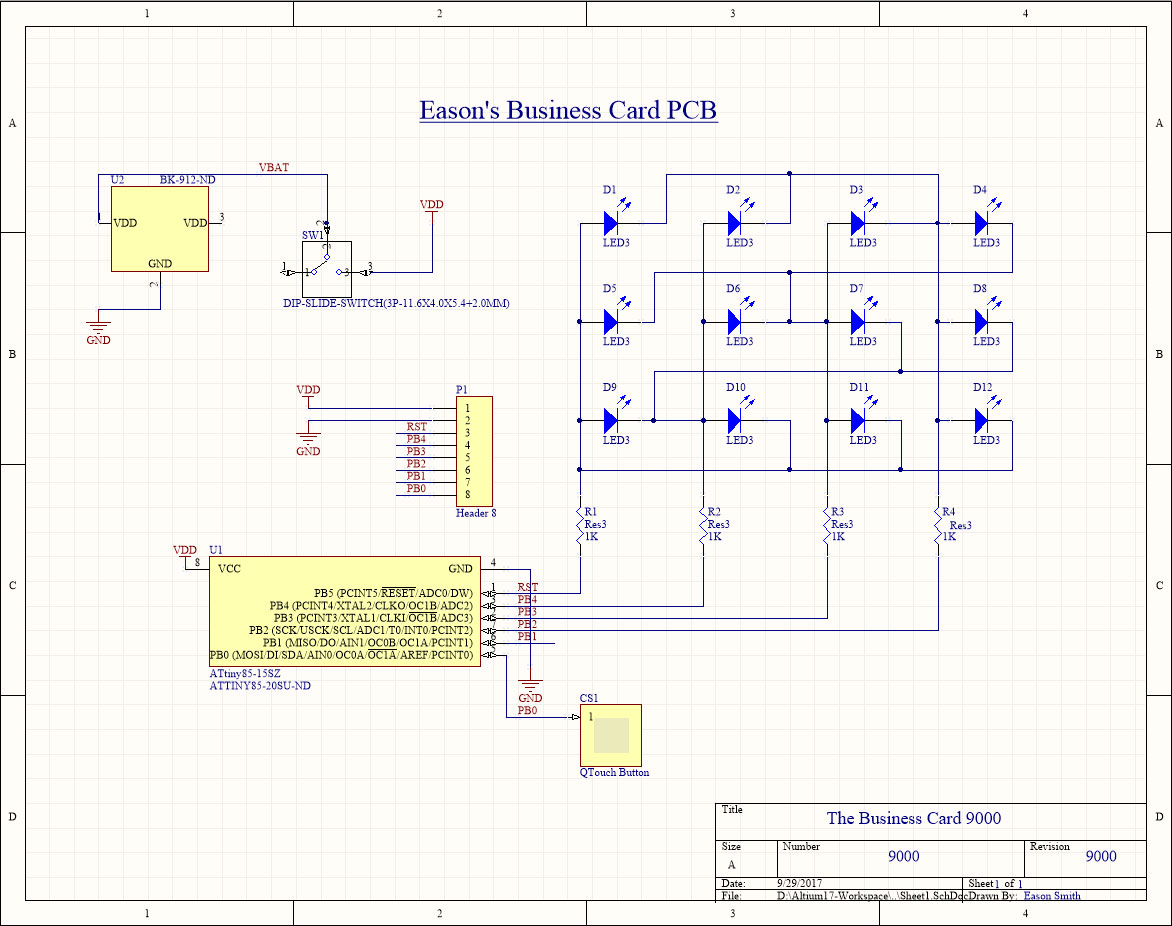 1 2 3 4
Eason's Business Card PCB
A A
VBAT
U2 BK-912-ND
1 VDD VDD 3
GND
2
GND
VDD
2
SW1
2
1 1 3 3
DIP-SLIDE-SWITCH(3P-11.6X4.0X5.4+2.0MM)
D1 D2 D3 D4
LED3 LED3 LED3 LED3
D5 D6 D7 D8
LED3 LED3 LED3 LED3
B B
D9 D10 D11 D12
LED3 LED3 LED3 LED3
VDD
GND
P1
1
2
RST 3
PB4 4
PB3 5
PB2 6
PB1 7
PB0 8
Header 8
R1 R2 R3 R4
Res3 Res3 Res3 Res3
1K 1K 1K 1K
VDD U1
8 VCC GND 4
C C
PB5 (PCINT5/RESET/ADC0/DW) 1 RST
PB4 (PCINT4/XTAL2/CLKO/OC1B/ADC2) PB4
PB3 (PCINT3/XTAL1/CLKI/OC1B/ADC3) PB3
PB2 (SCK/USCK/SCL/ADC1/T0/INT0/PCINT2) PB2
PB1 (MISO/DO/AIN1/OC0B/OC1A/PCINT1) PB1
PB0 (MOSI/DI/SDA/AIN0/OC0A/OC1A/AREF/PCINT0)
ATtiny85-15SZ
ATTINY85-20SU-ND
GND
PB0
CS1
1
QTouch Button
D D
Title
The Business Card 9000
Size Number Revision
A 9000 9000
Date: 9/29/2017 Sheet 1 of 1
File: D:\Altium17-Workspace\..\Sheet1.SchDoc Drawn By: Eason Smith
1 2 3 4